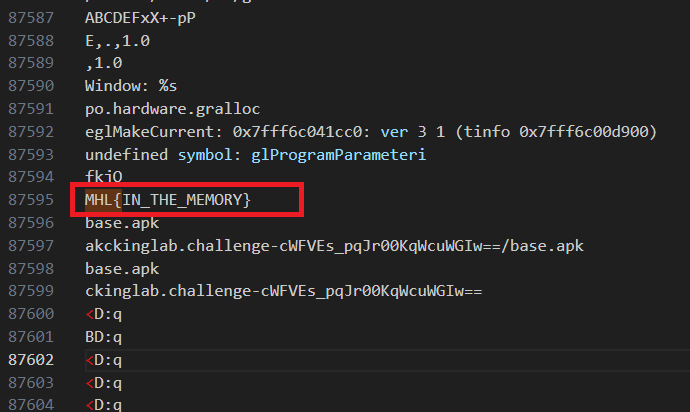 87587 ABCDEFxX+-pP
87588 E,.,1.0
87589 ,1.0
87590 Window: %s
87591 po.hardware.gralloc
87592 eglMakeCurrent: 0x7fff6c041cc0: ver 3 1 (tinfo 0x7fff6c00d900)
87593 undefined symbol: glProgramParameteri
87594 fkjQ
87595 MHL{IN_THE_MEMORY}
87596 base.apk
87597 akckinglab.challenge-cWFVEs_pqJr00KqWcuWGIw==/base.apk
87598 base.apk
87599 ckinglab.challenge-cWFVEs_pqJr00KqWcuWGIw==
87600 <D:q
87601 BD:q
87602 <D:q
87603 <D:q
87604 <D:q